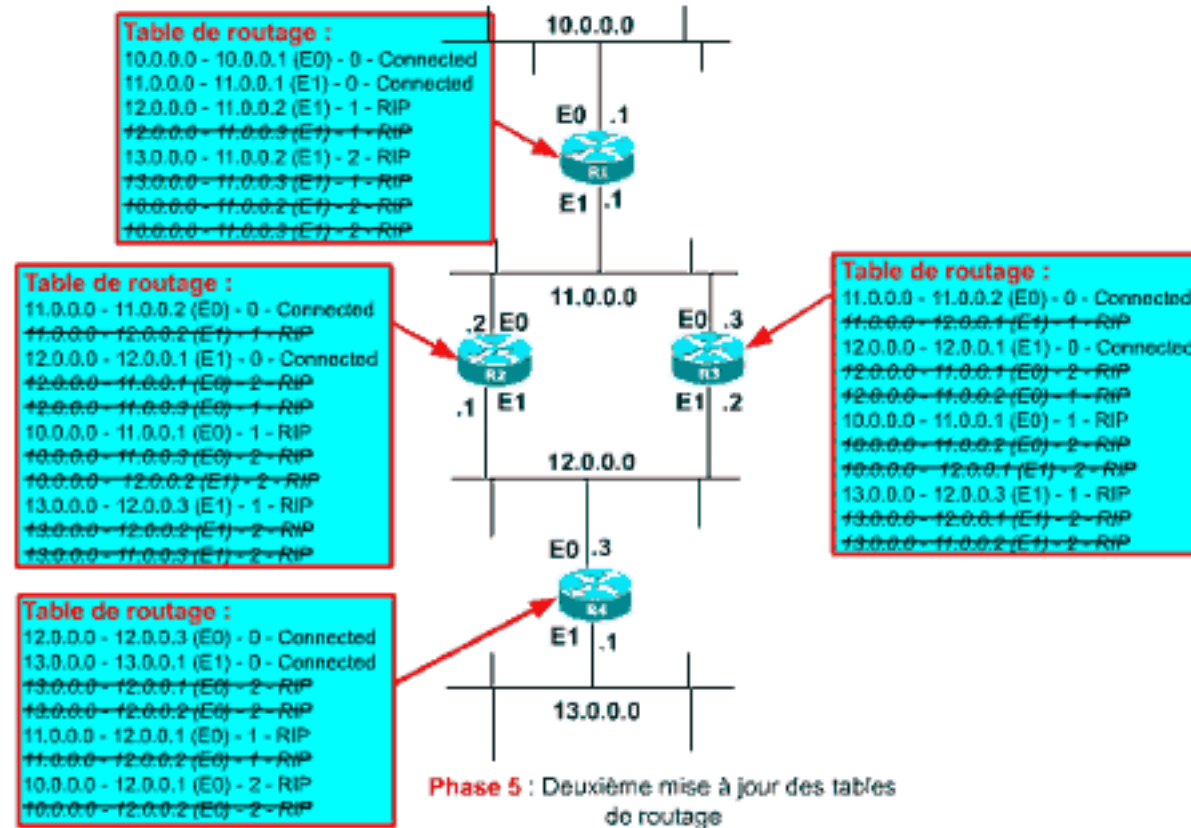 Table de routage :
10.0.0.0 - 10.0.0.1 (E0) - 0 - Connected
11.0.0.0 - 11.0.0.1 (E1) - 0 - Connected
12.0.0.0 - 11.0.0.2 (E1) - 1 - RIP
12.0.0.0 - 11.0.0.3 (E1) - 1 - RIP
13.0.0.0 - 11.0.0.2 (E1) - 2 - RIP
13.0.0.0 - 11.0.0.3 (E1) - 1 - RIP
10.0.0.0 - 11.0.0.2 (E1) - 2 - RIP
10.0.0.0 - 11.0.0.3 (E1) - 2 - RIP
10.0.0.0
E0 .1
R1
E1 .1
11.0.0.0
Table de routage :
11.0.0.0 - 11.0.0.2 (E0) - 0 - Connected
11.0.0.0 - 12.0.0.2 (E1) - 1 - RIP
12.0.0.0 - 12.0.0.1 (E1) - 0 - Connected
12.0.0.0 - 11.0.0.1 (E0) - 2 - RIP
12.0.0.0 - 11.0.0.3 (E0) - 1 - RIP
10.0.0.0 - 11.0.0.1 (E0) - 1 - RIP
10.0.0.0 - 11.0.0.3 (E0) - 2 - RIP
10.0.0.0 - 12.0.0.2 (E1) - 2 - RIP
13.0.0.0 - 12.0.0.3 (E1) - 1 - RIP
13.0.0.0 - 12.0.0.2 (E1) - 2 - RIP
13.0.0.0 - 11.0.0.3 (E1) - 2 - RIP
.2 E0
R2
.1 E1
E0 .3
R3
E1 .2
Table de routage :
11.0.0.0 - 11.0.0.2 (E0) - 0 - Connected
11.0.0.0 - 12.0.0.1 (E1) - 1 - RIP
12.0.0.0 - 12.0.0.1 (E1) - 0 - Connected
12.0.0.0 - 11.0.0.1 (E0) - 2 - RIP
12.0.0.0 - 11.0.0.2 (E0) - 1 - RIP
10.0.0.0 - 11.0.0.1 (E0) - 1 - RIP
10.0.0.0 - 11.0.0.2 (E0) - 2 - RIP
10.0.0.0 - 12.0.0.1 (E1) - 2 - RIP
13.0.0.0 - 12.0.0.3 (E1) - 1 - RIP
13.0.0.0 - 12.0.0.1 (E1) - 2 - RIP
13.0.0.0 - 11.0.0.2 (E1) - 2 - RIP
12.0.0.0
E0 .3
R4
E1 .1
13.0.0.0
Table de routage :
12.0.0.0 - 12.0.0.3 (E0) - 0 - Connected
13.0.0.0 - 13.0.0.1 (E1) - 0 - Connected
13.0.0.0 - 12.0.0.1 (E0) - 2 - RIP
13.0.0.0 - 12.0.0.2 (E0) - 2 - RIP
11.0.0.0 - 12.0.0.1 (E0) - 1 - RIP
11.0.0.0 - 12.0.0.2 (E0) - 1 - RIP
10.0.0.0 - 12.0.0.1 (E0) - 2 - RIP
10.0.0.0 - 12.0.0.2 (E0) - 2 - RIP
Phase 5 : Deuxième mise à jour des tables
de routage